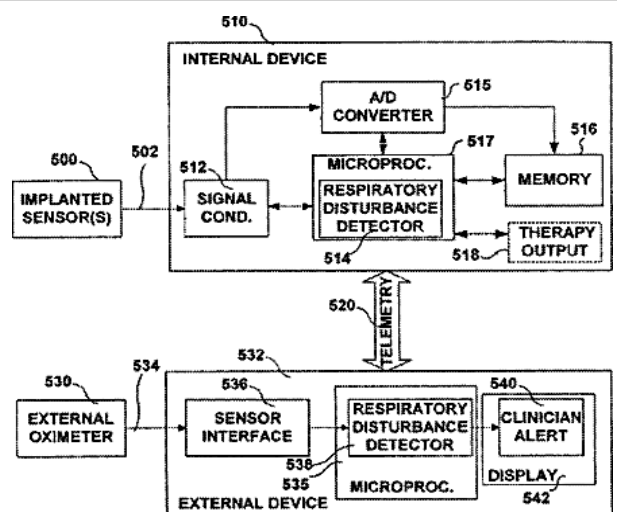 510
INTERNAL DEVICE
515
A/D
CONVERTER
500
502
512
517
516
IMPLANTED
SENSOR(S)
SIGNAL
COND.
MICROPROC.
RESPIRATORY
DISTURBANCE
DETECTOR
514
MEMORY
THERAPY
OUTPUT
518
520
TELEMETRY
530
534
532
536
540
EXTERNAL
OXIMETER
SENSOR
INTERFACE
RESPIRATORY
DISTURBANCE
DETECTOR
538
535
MICROPROC.
CLINICIAN
ALERT
DISPLAY
542
EXTERNAL DEVICE